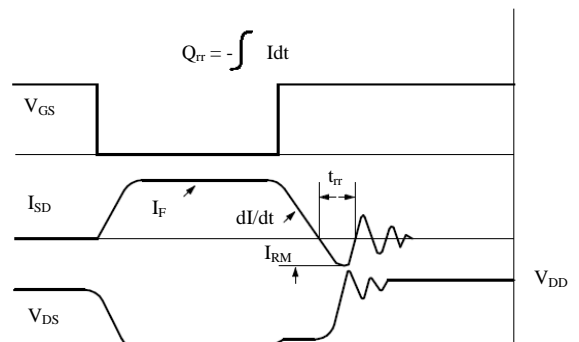 Qrr = -∫ Idt
VGS
trr
ISD
IF
dI/dt
IRM
VDD
VDS